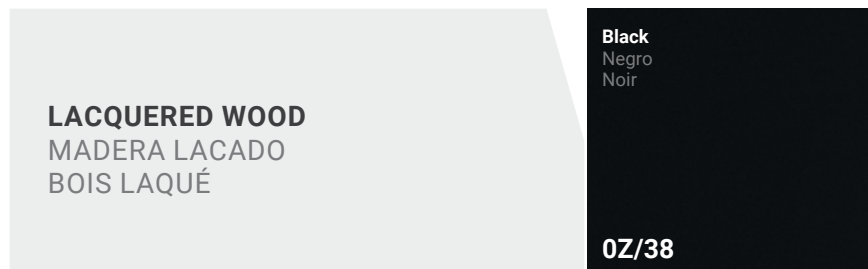 LACQUERED WOOD
MADERA LACADO
BOIS LAQUÉ
Black
Negro
Noir
0Z/38